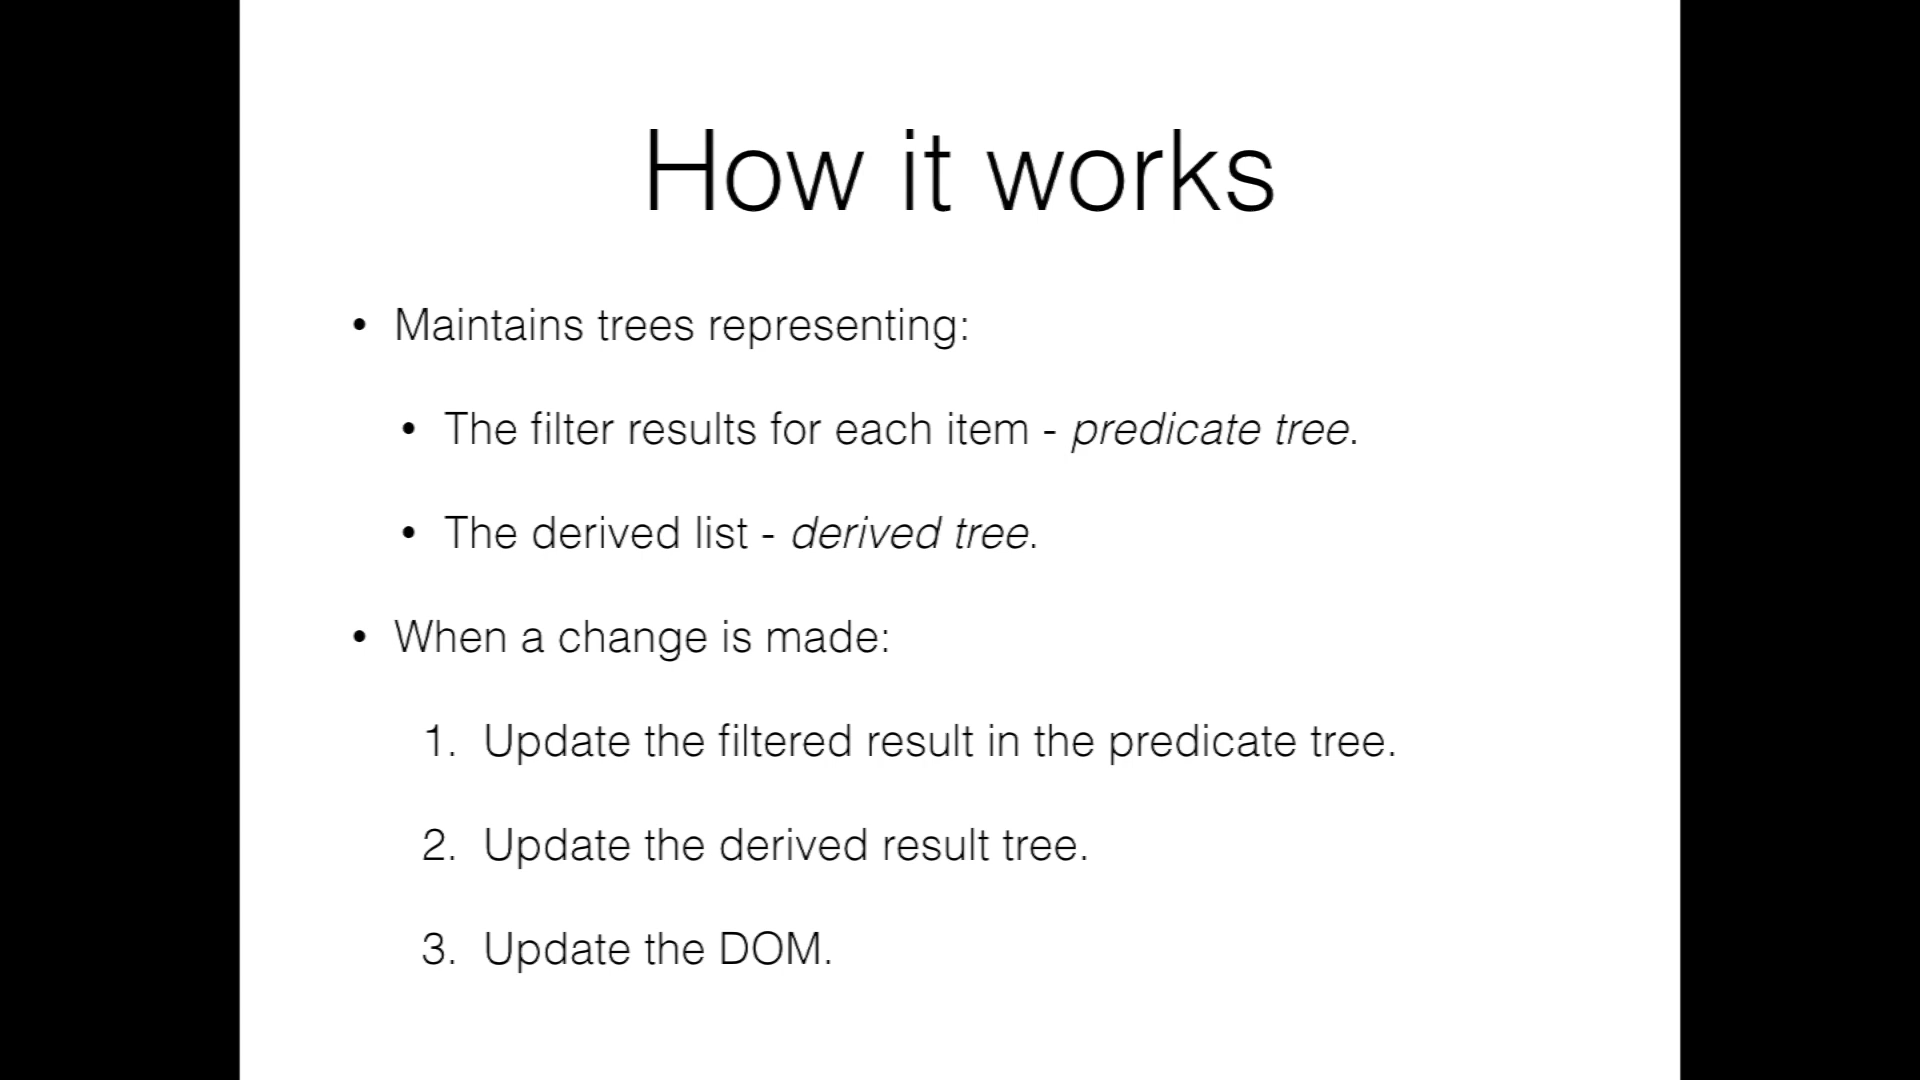 How it works
• Maintains trees representing:
• The filter results for each item - predicate tree.
• The derived list - derived tree.
• When a change is made:
1. Update the filtered result in the predicate tree.
2. Update the derived result tree.
3. Update the DOM.